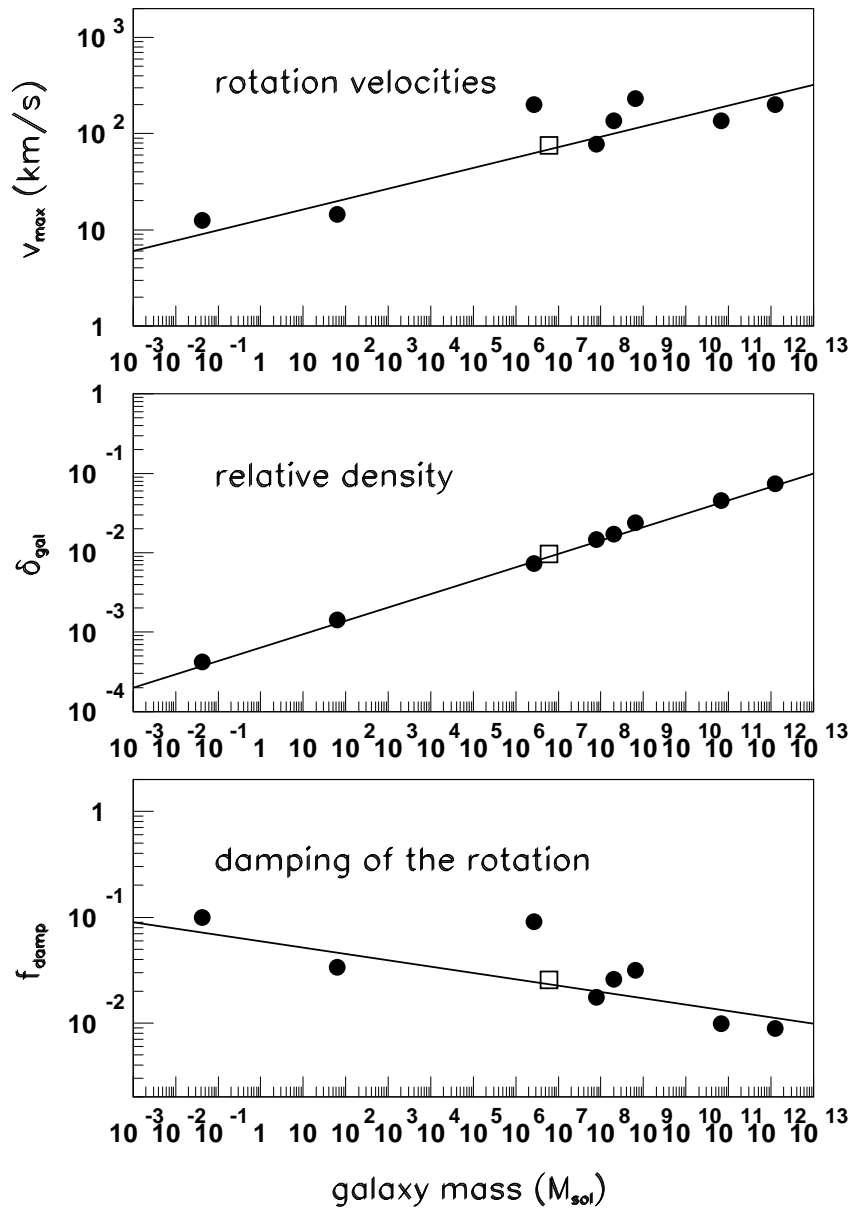 10 3
rotation velocities
10 2
10
1
v max (km/s)
10 -3 10 -2 10 -1 1 10 10 2 10 3 10 4 10 5 10 6 10 7 10 8 10 9 10 10 10 11 10 12 10 13
1
10 -1
relative density
10 -2
10 -3
10 -4
δ gal
10 -3 10 -2 10 -1 1 10 10 2 10 3 10 4 10 5 10 6 10 7 10 8 10 9 10 10 10 11 10 12 10 13
1
damping of the rotation
10 -1
10 -2
f damp
10 -3 10 -2 10 -1 1 10 10 2 10 3 10 4 10 5 10 6 10 7 10 8 10 9 10 10 10 11 10 12 10 13
galaxy mass (M sol)